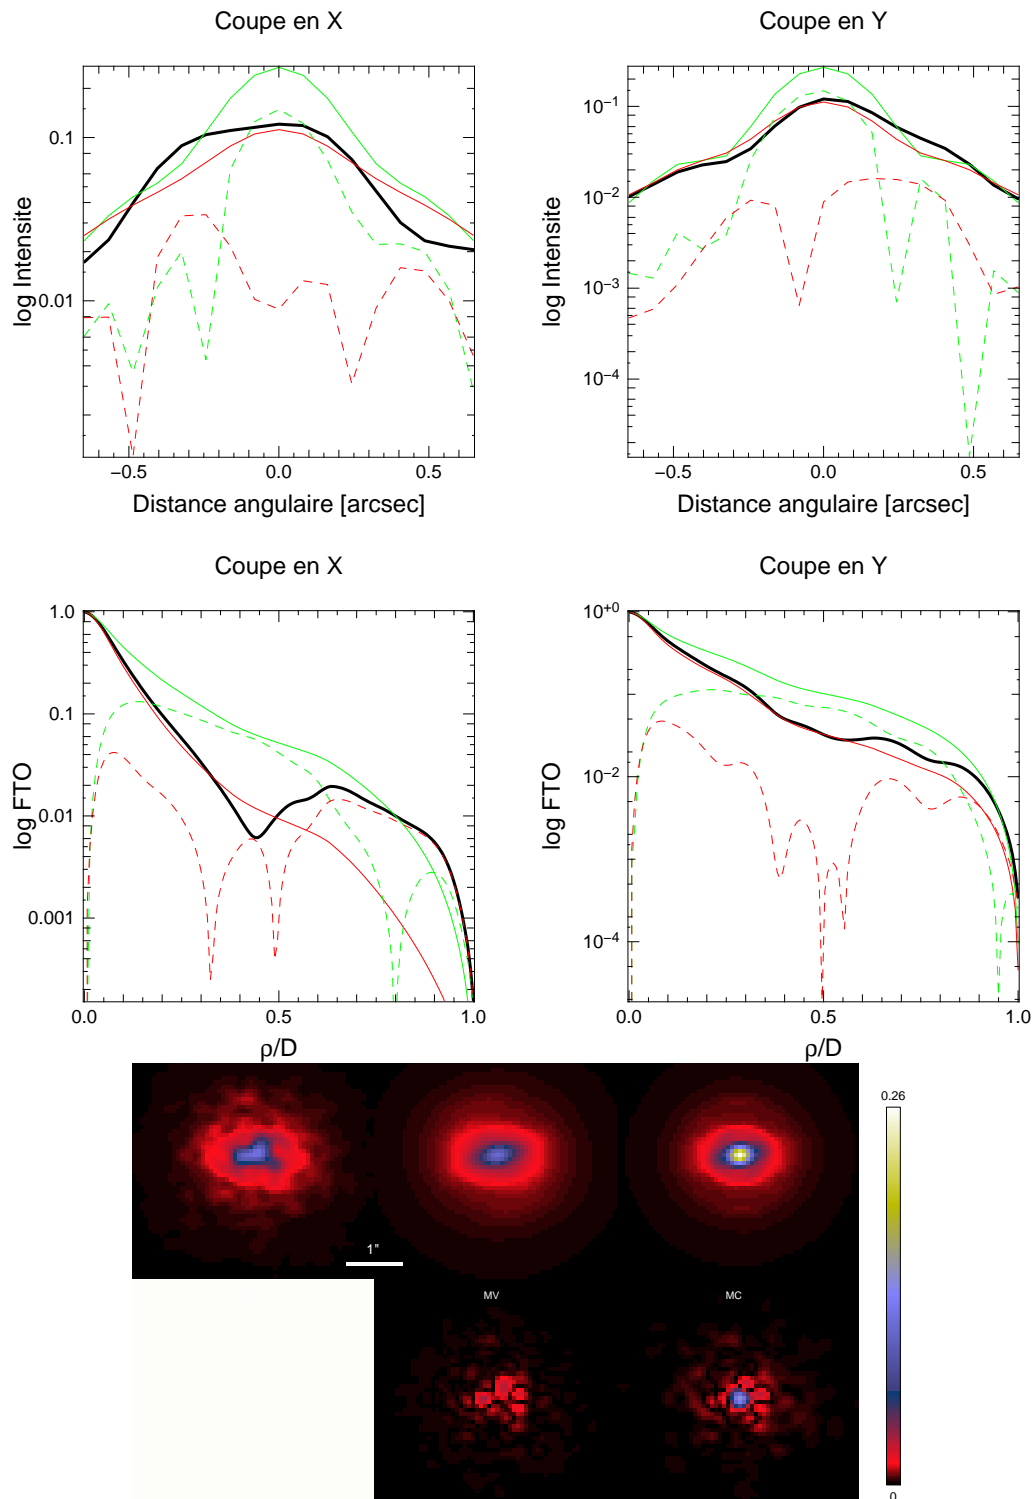 Coupe en X
Coupe en Y
log Intensite
0.1
0.01
−0.5
0.0
0.5
Distance angulaire [arcsec]
log Intensite
10−1
10−2
10−3
10−4
−0.5
0.0
0.5
Distance angulaire [arcsec]
Coupe en X
Coupe en Y
log FTO
1.0
0.1
0.01
0.001
0.0
0.5
1.0
ρ/D
log FTO
10+0
10−2
10−4
0.0
0.5
1.0
ρ/D
1"
MV
MC
0.26
0